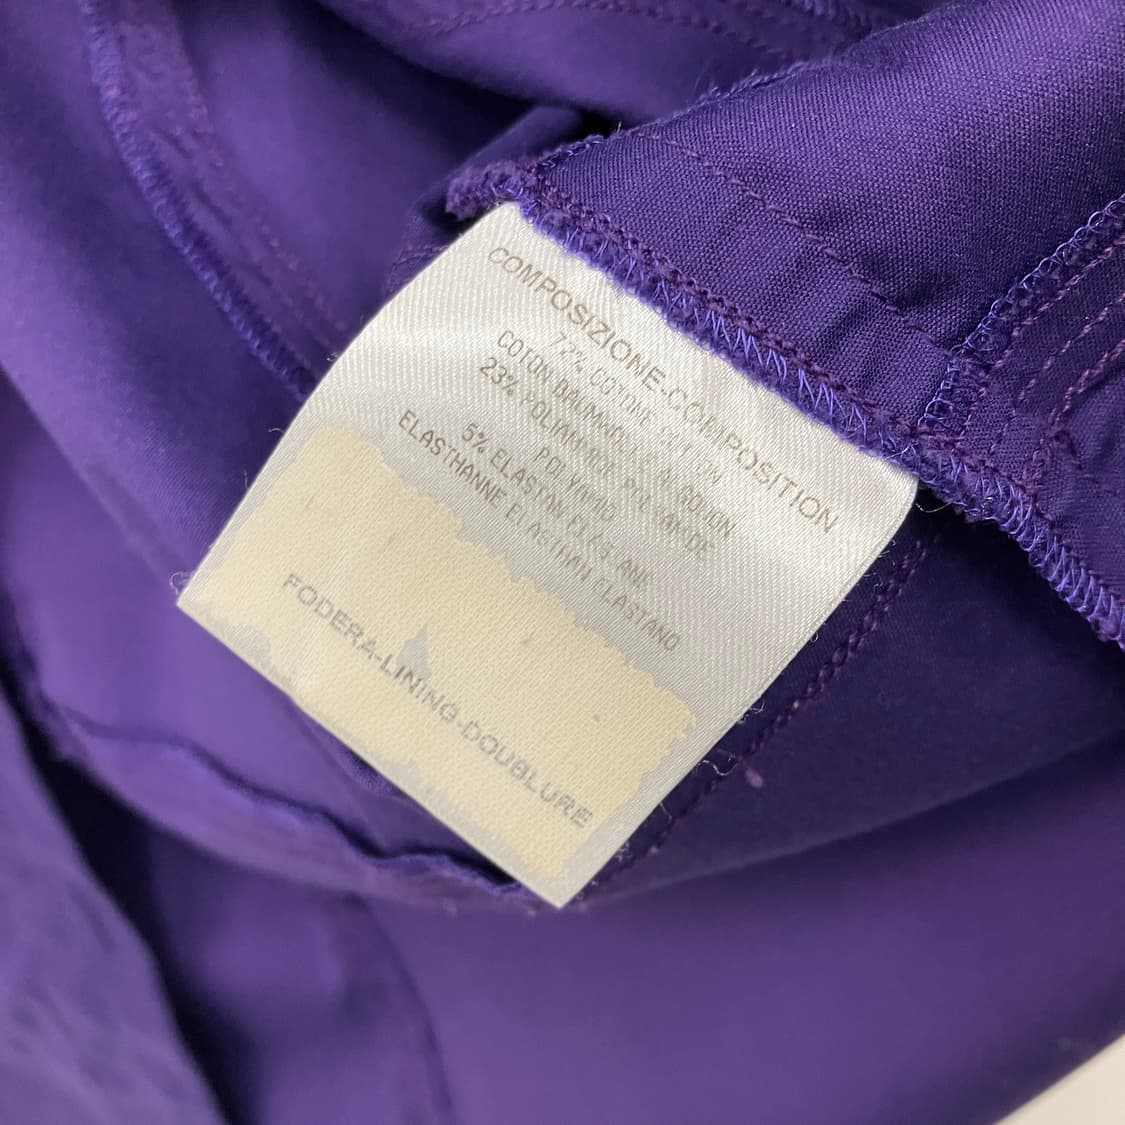 COMPOSIZIONE-COMPOSITION
72% COTONE COTTON
COTON BAUMWOLLE ALGODON
23% POLIAMMIDE POLYAMIDE
POLYAMID
5% ELASTAN ELASTANE
ELASTHANNE ELASTHAN ELASTANO
FODERA-LINING-DOUBLURE